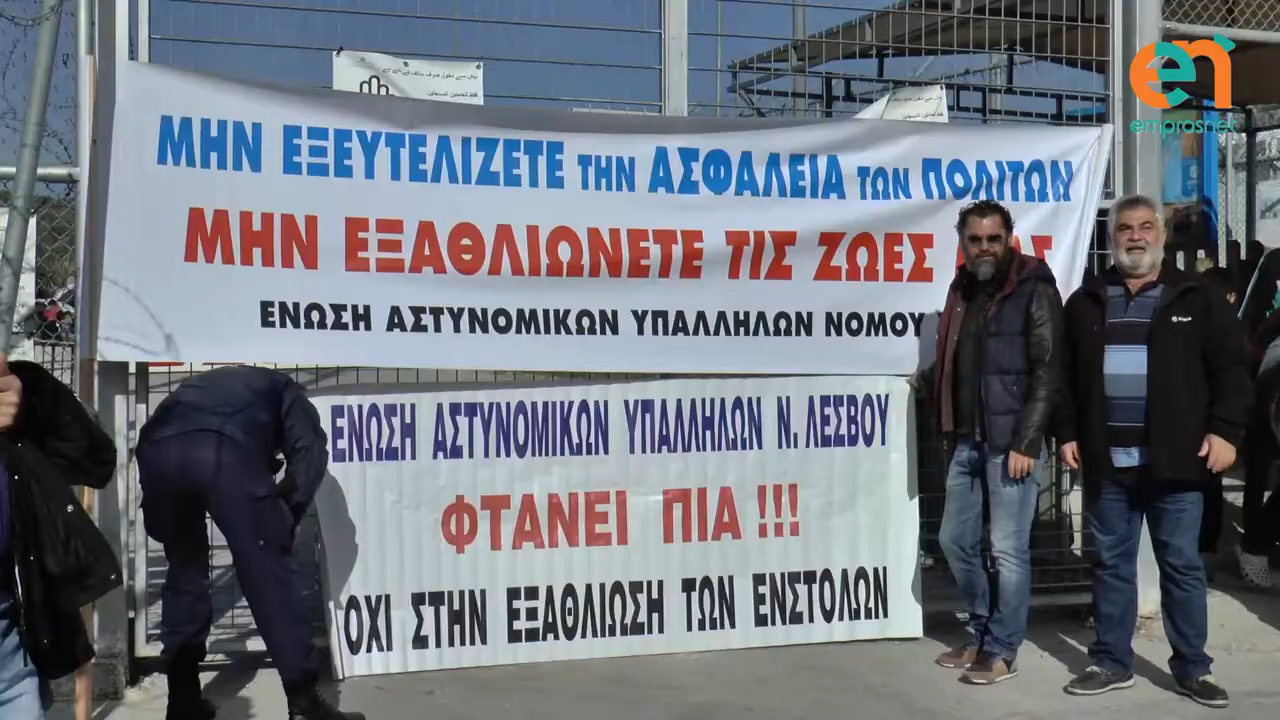 en
emprosnet
ΜΗΝ ΕΞΕΥΤΕΛΙΖΕΤΕ ΤΗΝ ΑΣΦΑΛΕΙΑ ΤΩΝ ΠΟΛΙΤΩΝ
ΜΗΝ ΕΞΑΘΛΙΩΝΕΤΕ ΤΙΣ ΖΩΕΣ
ΕΝΩΣΗ ΑΣΤΥΝΟΜΙΚΩΝ ΥΠΑΛΛΗΛΩΝ ΝΟΜΟΥ
ΕΝΩΣΗ ΑΣΤΥΝΟΜΙΚΩΝ ΥΠΑΛΛΗΛΩΝ Ν. ΛΕΣΒΟΥ
ΦΤΑΝΕΙ ΠΙΑ !!!
ΟΧΙ ΣΤΗΝ ΕΞΑΘΛΙΩΣΗ ΤΩΝ ΕΝΣΤΟΛΩΝ